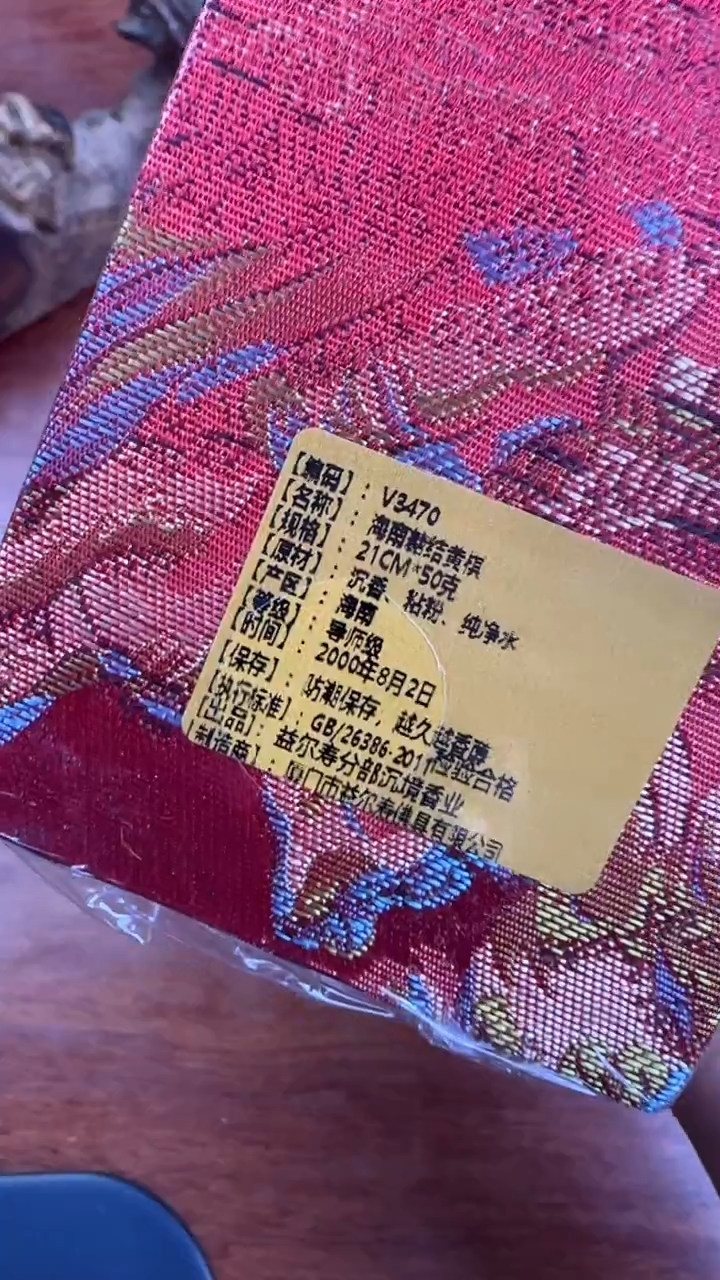 【编码】：V3470
【名称】：海南黄棋
【规格】：21CM*50克
【原材】：沉香、粘粉、纯净水
【产区】：海南
【等级】：导师级
【时间】：2000年8月2日
【保存】：防潮保存，越久越香
【执行标准】：GB/26386-2011检验合格
【出品】：益尔寿分部沉境香业
【制造商】：厦门市益尔寿佛具有限公司